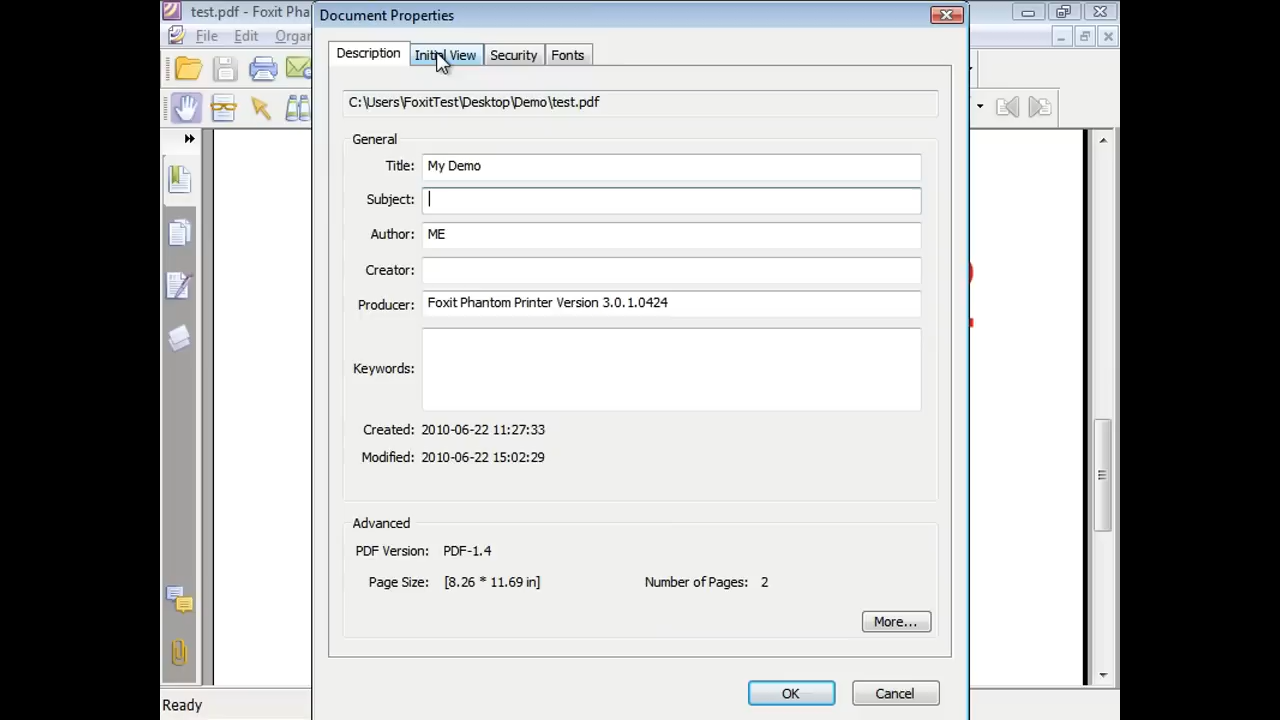 test.pdf - Foxit Pha
Document Properties
File Edit Organ
Description Initial View Security Fonts
C:\Users\FoxitTest\Desktop\Demo\test.pdf
General
Title: My Demo
Subject:
Author: ME
Creator:
Producer: Foxit Phantom Printer Version 3.0.1.0424
Keywords:
Created: 2010-06-22 11:27:33
Modified: 2010-06-22 15:02:29
Advanced
PDF Version: PDF-1.4
Page Size: [8.26 * 11.69 in] Number of Pages: 2
More...
OK Cancel
Ready